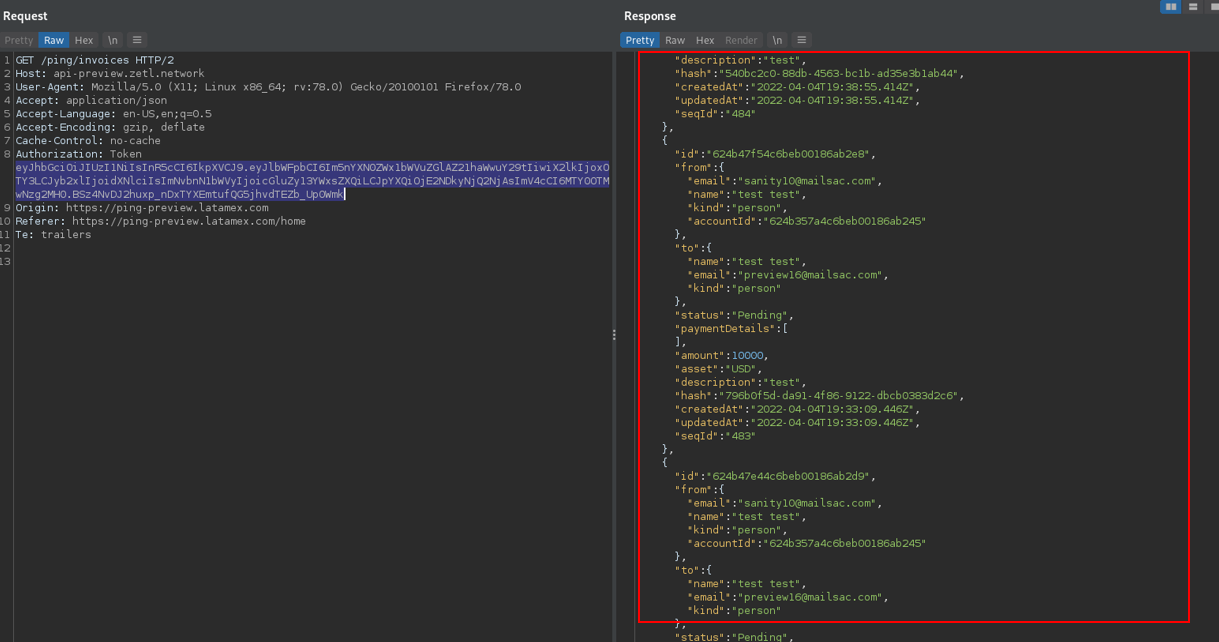 Request
Pretty Raw Hex \n
1 GET /ping/invoices HTTP/2
2 Host: api-preview.zetl.network
3 User-Agent: Mozilla/5.0 (X11; Linux x86_64; rv:78.0) Gecko/20100101 Firefox/78.0
4 Accept: application/json
5 Accept-Language: en-US,en;q=0.5
6 Accept-Encoding: gzip, deflate
7 Cache-Control: no-cache
8 Authorization: Token
9 Origin: https://ping-preview.latamex.com
10 Referer: https://ping-preview.latamex.com/home
11 Te: trailers
12
13
Response
Pretty Raw Hex Render \n
"description":"test",
"hash":"540bc2c0-88db-4563-bc1b-ad35e3b1ab44",
"createdAt":"2022-04-04T19:38:55.414Z",
"updatedAt":"2022-04-04T19:38:55.414Z",
"seqId":"484"
},
{
"id":"624b47f54c6beb00186ab2e8",
"from":{
"email":"sanity10@mailsac.com",
"name":"test test",
"kind":"person",
"accountId":"624b357a4c6beb00186ab245"
},
"to":{
"name":"test test",
"email":"preview16@mailsac.com",
"kind":"person"
},
"status":"Pending",
"paymentDetails":[
],
"amount":10000,
"asset":"USD",
"description":"test",
"hash":"796b0f5d-da91-4f86-9122-dbcb0383d2c6",
"createdAt":"2022-04-04T19:33:09.446Z",
"updatedAt":"2022-04-04T19:33:09.446Z",
"seqId":"483"
},
{
"id":"624b47e44c6beb00186ab2d9",
"from":{
"email":"sanity10@mailsac.com",
"name":"test test",
"kind":"person",
"accountId":"624b357a4c6beb00186ab245"
},
"to":{
"name":"test test",
"email":"preview16@mailsac.com",
"kind":"person"
},
"status":"Pending",